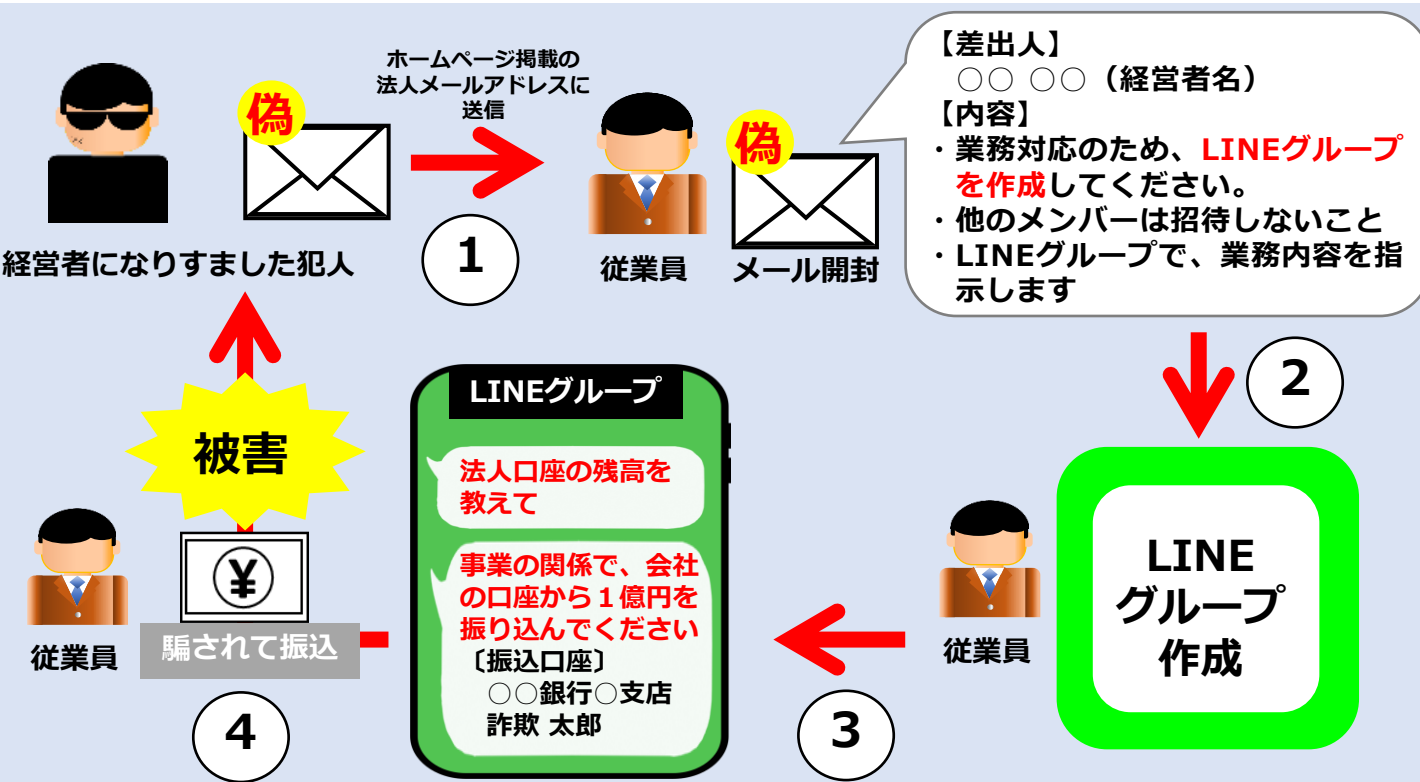 ホームページ掲載の
法人メールアドレスに
送信
偽
経営者になりすました犯人
1
従業員
偽
メール開封
【差出人】
○○ ○○（経営者名）
【内容】
・業務対応のため、LINEグループ
を作成してください。
・他のメンバーは招待しないこと
・LINEグループで、業務内容を指
示します
2
LINE
グループ
作成
従業員
3
LINEグループ
法人口座の残高を
教えて
事業の関係で、会社
の口座から１億円を
振り込んでください
〔振込口座〕
○○銀行○支店
詐欺 太郎
被害
¥
従業員
騙されて振込
4